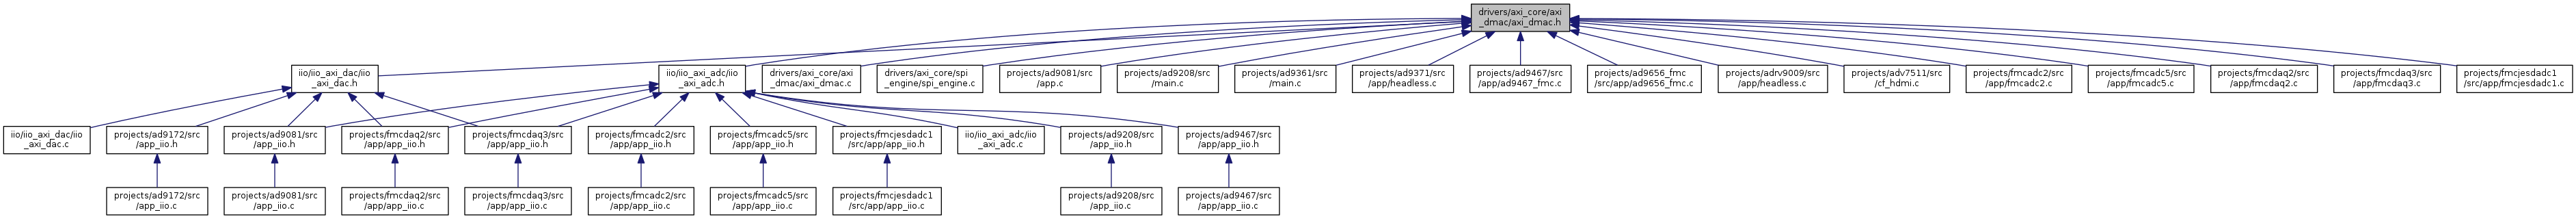 drivers/axi_core/axi
_dmac/axi_dmac.h
iio/iio_axi_dac/iio
_axi_dac.h
iio/iio_axi_adc/iio
_axi_adc.h
drivers/axi_core/axi
_dmac/axi_dmac.c
drivers/axi_core/spi
_engine/spi_engine.c
projects/ad9081/src
/app.c
projects/ad9208/src
/main.c
projects/ad9361/src
/main.c
projects/ad9371/src
/app/headless.c
projects/ad9467/src
/app/ad9467_fmc.c
projects/ad9656_fmc
/src/app/ad9656_fmc.c
projects/adrv9009/src
/app/headless.c
projects/adv7511/src
/cf_hdmi.c
projects/fmcadc2/src
/app/fmcadc2.c
projects/fmcadc5/src
/app/fmcadc5.c
projects/fmcdaq2/src
/app/fmcdaq2.c
projects/fmcdaq3/src
/app/fmcdaq3.c
projects/fmcjesdadc1
/src/app/fmcjesdadc1.c
iio/iio_axi_dac/iio
_axi_dac.c
projects/ad9172/src
/app_iio.h
projects/ad9081/src
/app_iio.h
projects/fmcdaq2/src
/app/app_iio.h
projects/fmcdaq3/src
/app/app_iio.h
projects/fmcadc2/src
/app/app_iio.h
projects/fmcadc5/src
/app/app_iio.h
projects/fmcjesdadc1
/src/app/app_iio.h
iio/iio_axi_adc/iio
_axi_adc.c
projects/ad9208/src
/app_iio.h
projects/ad9467/src
/app/app_iio.h
projects/ad9172/src
/app_iio.c
projects/ad9081/src
/app_iio.c
projects/fmcdaq2/src
/app/app_iio.c
projects/fmcdaq3/src
/app/app_iio.c
projects/fmcadc2/src
/app/app_iio.c
projects/fmcadc5/src
/app/app_iio.c
projects/fmcjesdadc1
/src/app/app_iio.c
projects/ad9208/src
/app_iio.c
projects/ad9467/src
/app/app_iio.c